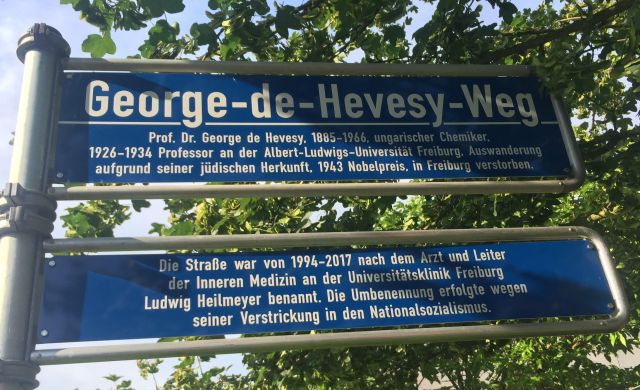 George-de-Hevesy-Weg
Prof. Dr. George de Hevesy, 1885-1966, ungarischer Chemiker.
1926-1934 Professor an der Albert-Ludwigs-Universität Freiburg. Auswanderung
aufgrund seiner jüdischen Herkunft. 1943 Nobelpreis, in Freiburg verstorben.
Die Straße war von 1994-2017 nach dem Arzt und Leiter
der Inneren Medizin an der Universitätsklinik Freiburg
Ludwig Heilmeyer benannt. Die Umbenennung erfolgte wegen
seiner Verstrickung in den Nationalsozialismus.